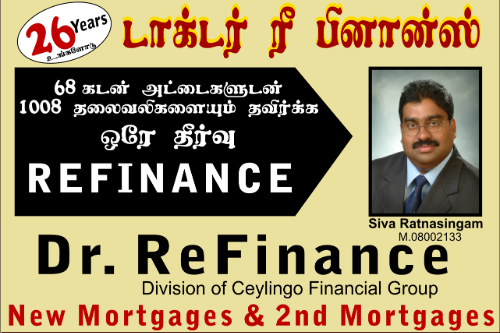 26 Years
உங்களோடு
டாக்டர் ரீ பினான்ஸ்
68 கடன் அட்டைகளுடன்
1008 தலைவலிகளையும் தவிர்க்க
ஒரே தீர்வு
REFINANCE
Siva Ratnasingam
M.08002133
Dr. ReFinance
Division of Ceylingo Financial Group
New Mortgages & 2nd Mortgages